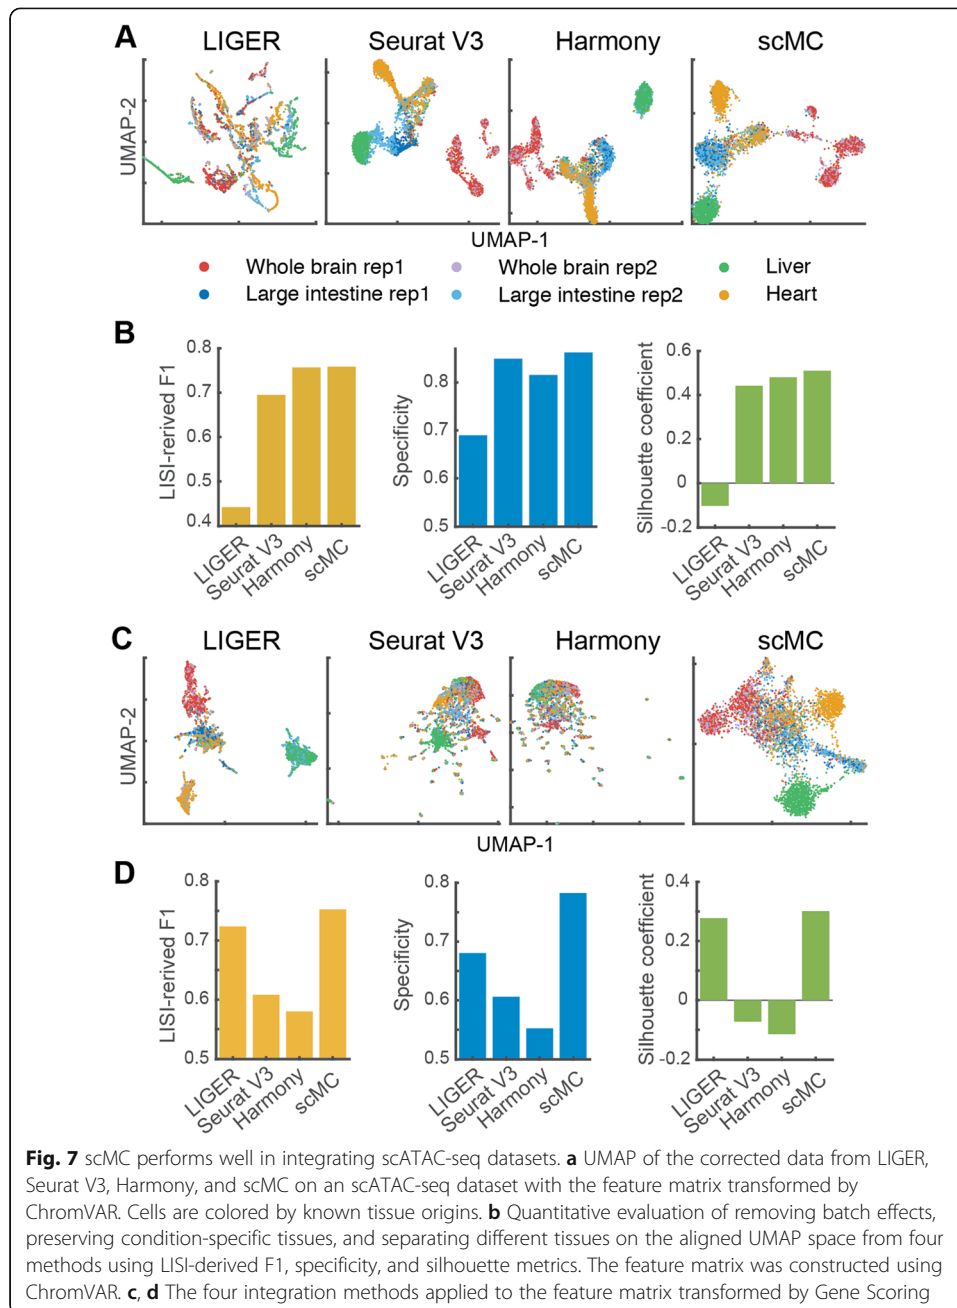 A
LIGER
Seurat V3
Harmony
scMC
UMAP-2
UMAP-1
Whole brain rep1
Whole brain rep2
Liver
Large intestine rep1
Large intestine rep2
Heart
B
LISI-rerived F1
0.8
0.7
0.6
0.5
0.4
LIGER
Seurat V3
Harmony
scMC
Specificity
0.8
0.7
0.6
0.5
LIGER
Seurat V3
Harmony
scMC
Silhouette coefficient
0.6
0.4
0.2
0
-0.2
LIGER
Seurat V3
Harmony
scMC
C
LIGER
Seurat V3
Harmony
scMC
UMAP-2
UMAP-1
D
LISI-rerived F1
0.8
0.7
0.6
0.5
LIGER
Seurat V3
Harmony
scMC
Specificity
0.8
0.7
0.6
0.5
LIGER
Seurat V3
Harmony
scMC
Silhouette coefficient
0.4
0.2
0
-0.2
LIGER
Seurat V3
Harmony
scMC
Fig. 7 scMC performs well in integrating scATAC-seq datasets. a UMAP of the corrected data from LIGER,
Seurat V3, Harmony, and scMC on an scATAC-seq dataset with the feature matrix transformed by
ChromVAR. Cells are colored by known tissue origins. b Quantitative evaluation of removing batch effects,
preserving condition-specific tissues, and separating different tissues on the aligned UMAP space from four
methods using LISI-derived F1, specificity, and silhouette metrics. The feature matrix was constructed using
ChromVAR. c, d The four integration methods applied to the feature matrix transformed by Gene Scoring